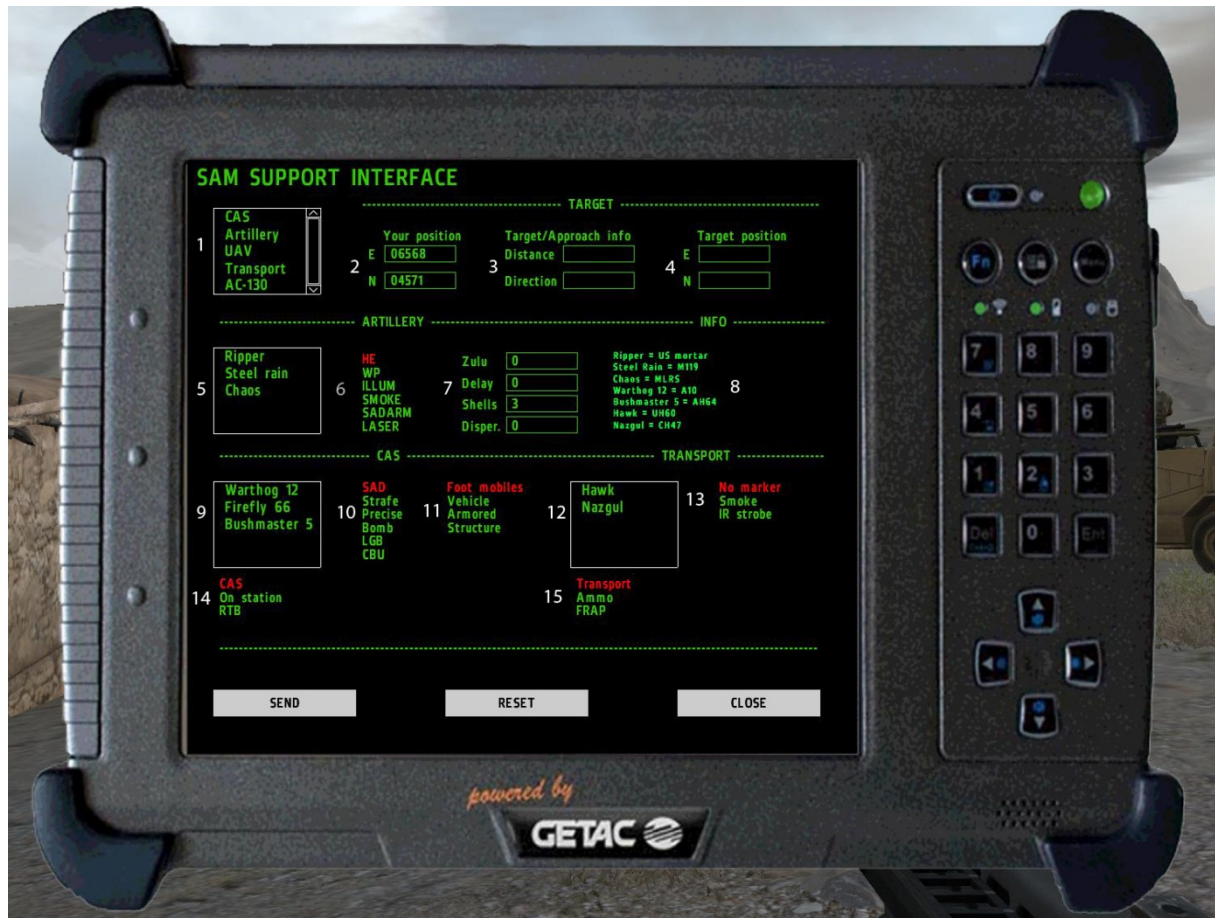 SAM SUPPORT INTERFACE
TARGET
1
CAS
Artillery
UAV
Transport
AC-130
Your position
2
E 06568
N 04571
Target/Approach info
3
Distance
Direction
Target position
4
E
N
ARTILLERY
INFO
5
Ripper
Steel rain
Chaos
6
HE
WP
ILLUM
SMOKE
SADARM
LASER
7
Zulu 0
Delay 0
Shells 3
Disper. 0
Ripper = US mortar
Steel Rain = M119
Chaos = MLRS
Warthog 12 = A10
Bushmaster 5 = AH64
Hawk = UH60
Nazgul = CH47
8
CAS
TRANSPORT
9
Warthog 12
Firefly 66
Bushmaster 5
10
SAD
Strafe
Precise
Bomb
LGB
CBU
11
Foot mobiles
Vehicle
Armored
Structure
12
Hawk
Nazgul
13
No marker
Smoke
IR strobe
14
CAS
On station
RTB
15
Transport
Ammo
FRAP
SEND RESET CLOSE
Fn Menu
7 8 9
4 5 6
1 2 3
Del 0 Ent
powered by
GETAC